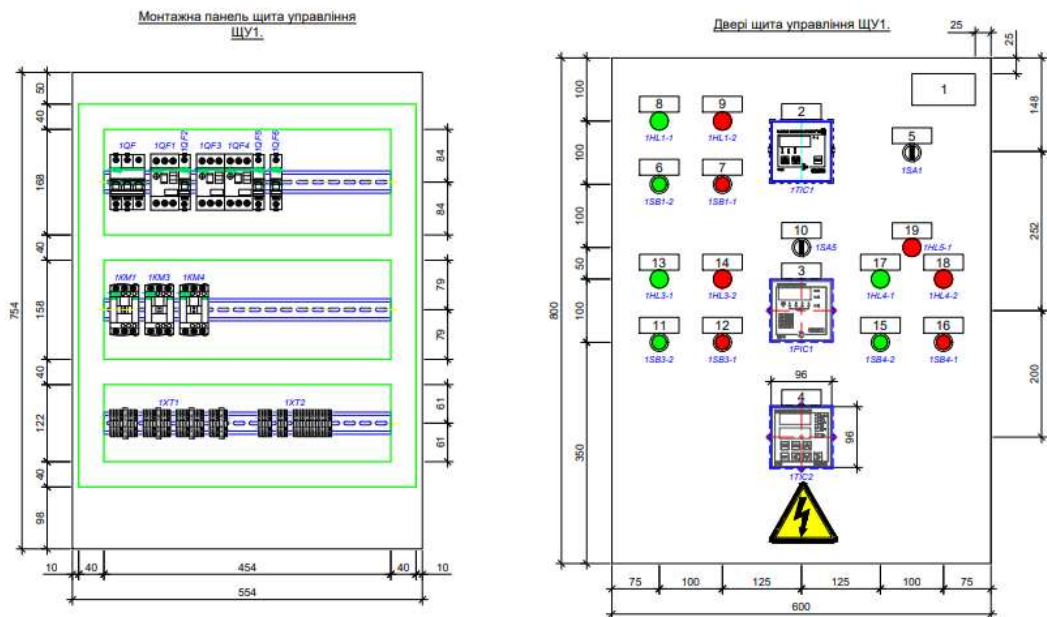 Монтажна панель щита управління
ЩУ1.
50
40
168
40
158
40
122
40
98
754
1QF
1QF1
1QF2
1QF3
1QF4
1QF5
1QF6
84
84
1KM1
1KM3
1KM4
79
79
1XT1
1XT2
61
61
10
40
454
40
10
554
Двері щита управління ЩУ1.
25
25
100
100
100
50
100
350
800
1
8
9
2
1HL1-1
1HL1-2
5
1SA1
6
7
1SB1-2
1SB1-1
1TIC1
10
1SA5
19
1HL5-1
13
14
3
17
18
1HL3-1
1HL3-2
1HL4-1
1HL4-2
11
12
15
16
1SB3-2
1SB3-1
1PIC1
1SB4-2
1SB4-1
96
4
96
1TIC2
148
252
200
75
100
125
125
100
75
600